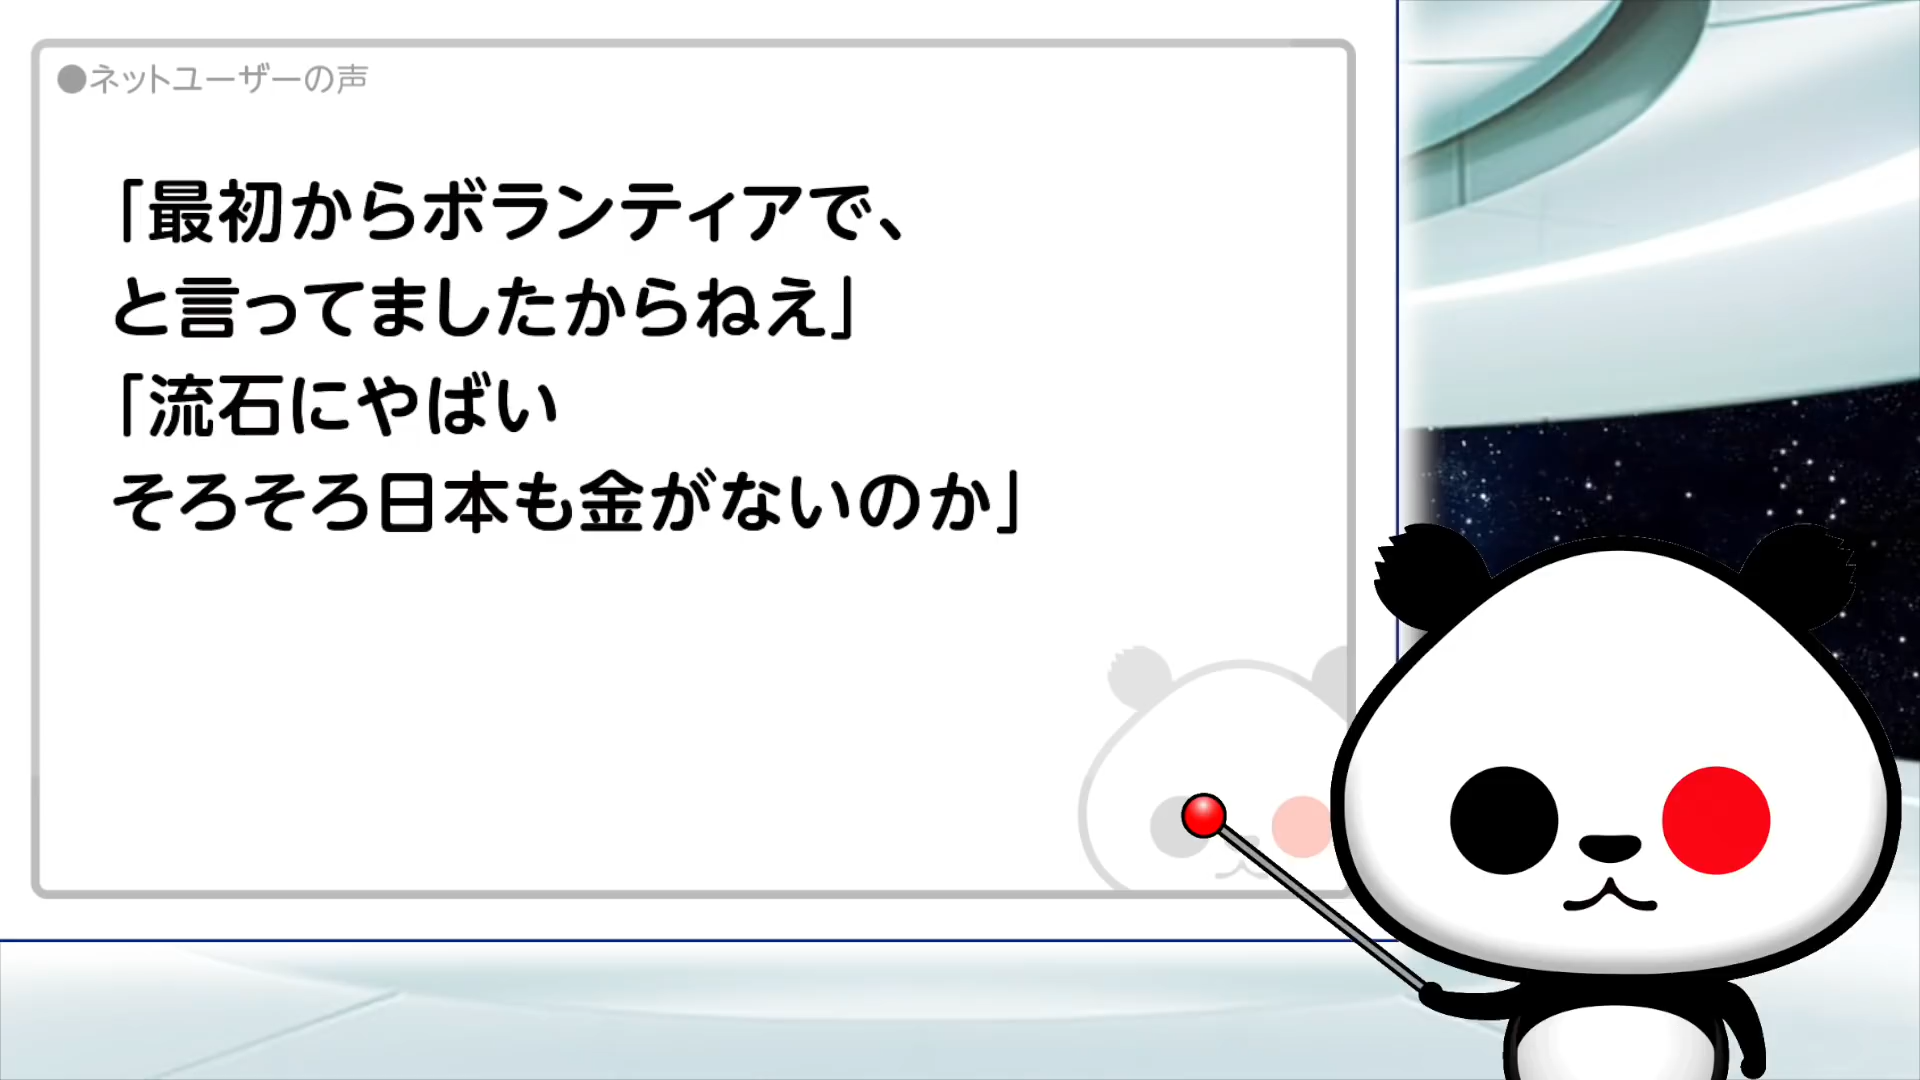 ●ネットユーザーの声
「最初からボランティアで、
と言ってましたからねえ」
「流石にやばい
そろそろ日本も金がないのか」